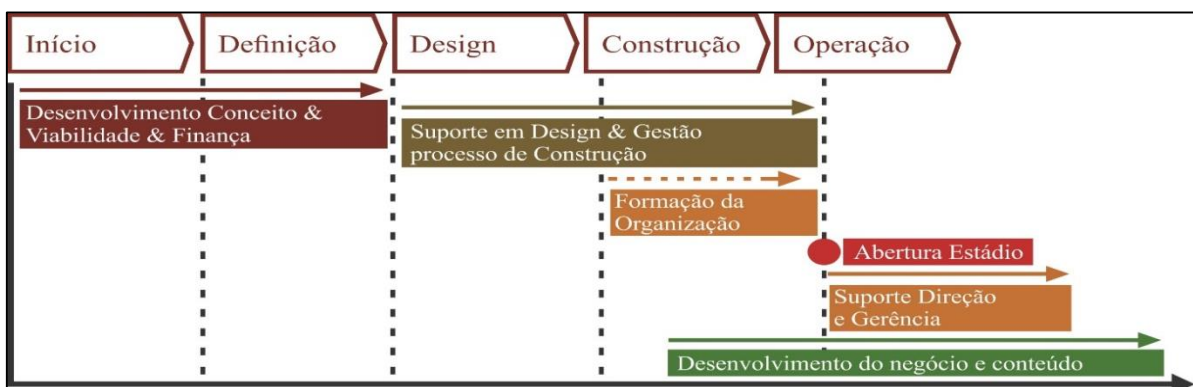 Início
Definição
Design
Construção
Operação
Desenvolvimento Conceito &
Viabilidade & Finança
Suporte em Design & Gestão
processo de Construção
Formação da
Organização
Abertura Estádio
Suporte Direção
e Gerência
Desenvolvimento do negócio e conteúdo